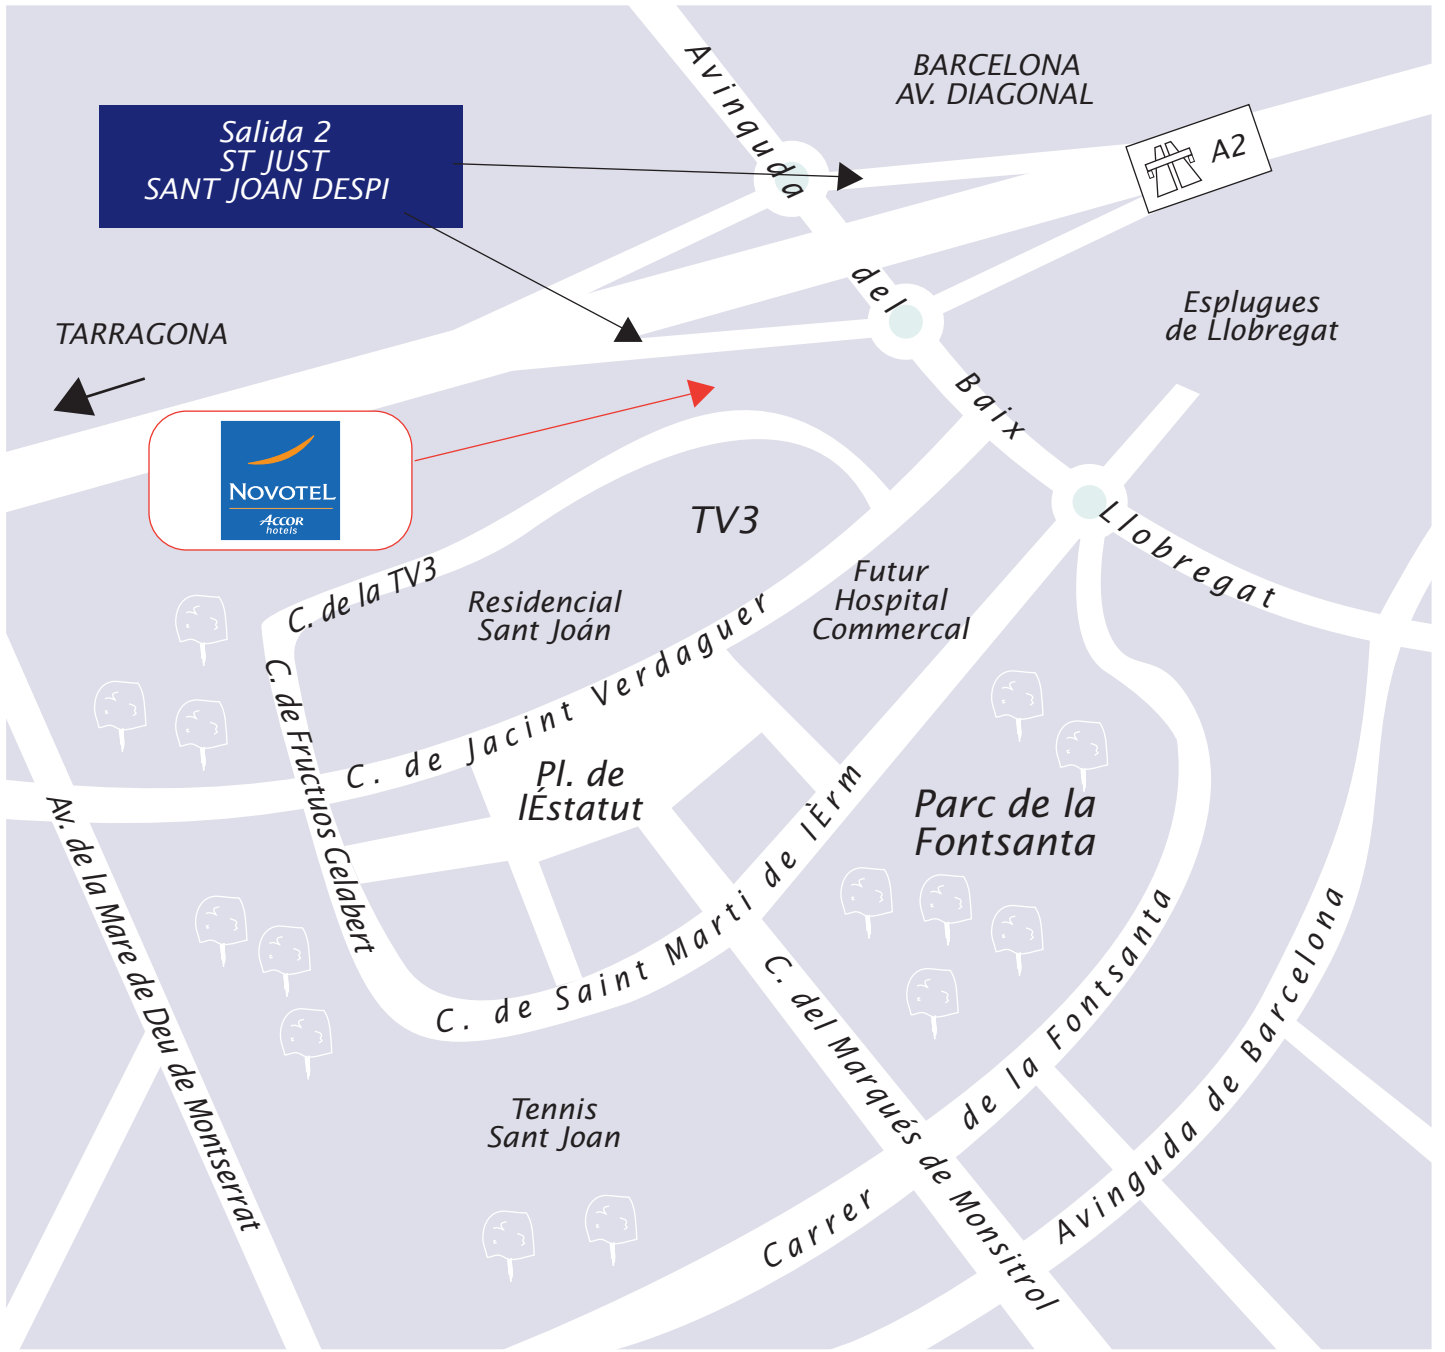 BARCELONA
AV. DIAGONAL
Avinguda del Baix Llobregat
A2
Salida 2
ST JUST
SANT JOAN DESPI
TARRAGONA
Esplugues
de Llobregat
NOVOTEL
ACCOR
hotels
TV3
C. de la TV3
Residencial
Sant Joán
Futur
Hospital
Commercal
C. de Jacint Verdaguer
C. de Fructuos Gelabert
Pl. de
lÉstatut
Parc de la
Fontsanta
Av. de la Mare de Deu de Montserrat
C. de Saint Marti de lÈrm
C. del Marqués de Monsitrol
Carrer de la Fontsanta
Avinguda de Barcelona
Tennis
Sant Joan